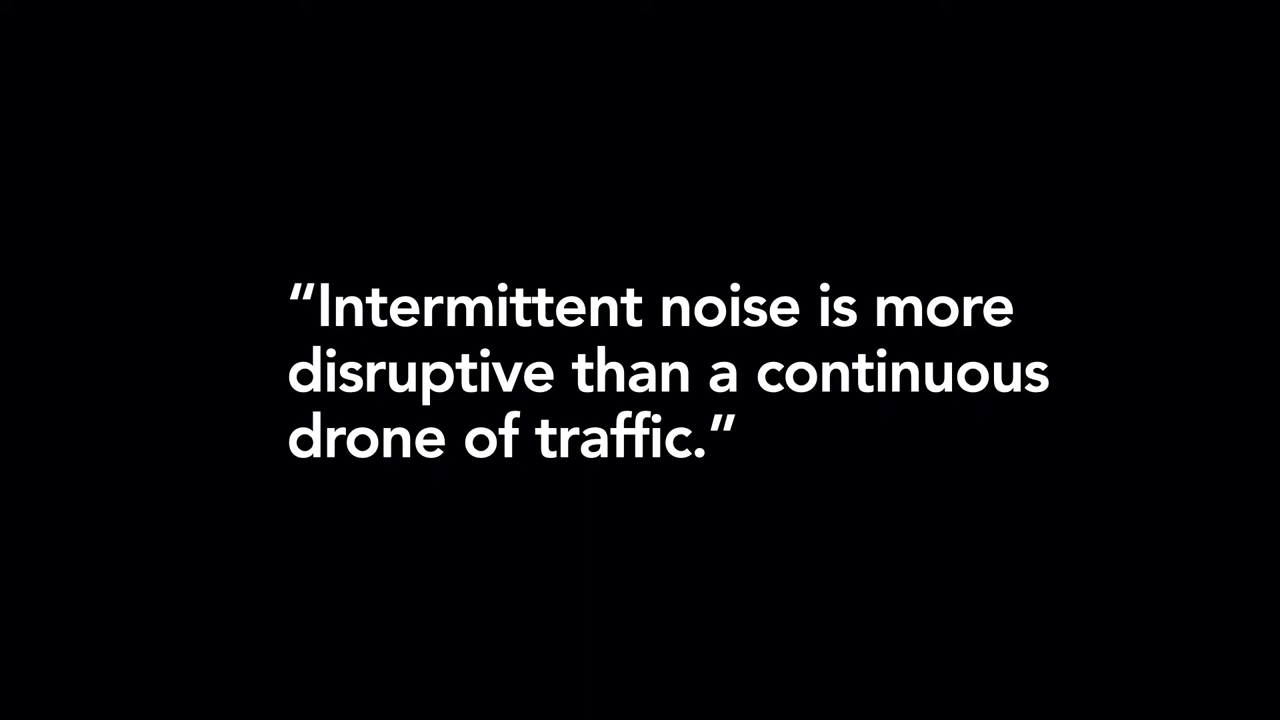 “Intermittent noise is more
disruptive than a continuous
drone of traffic.”